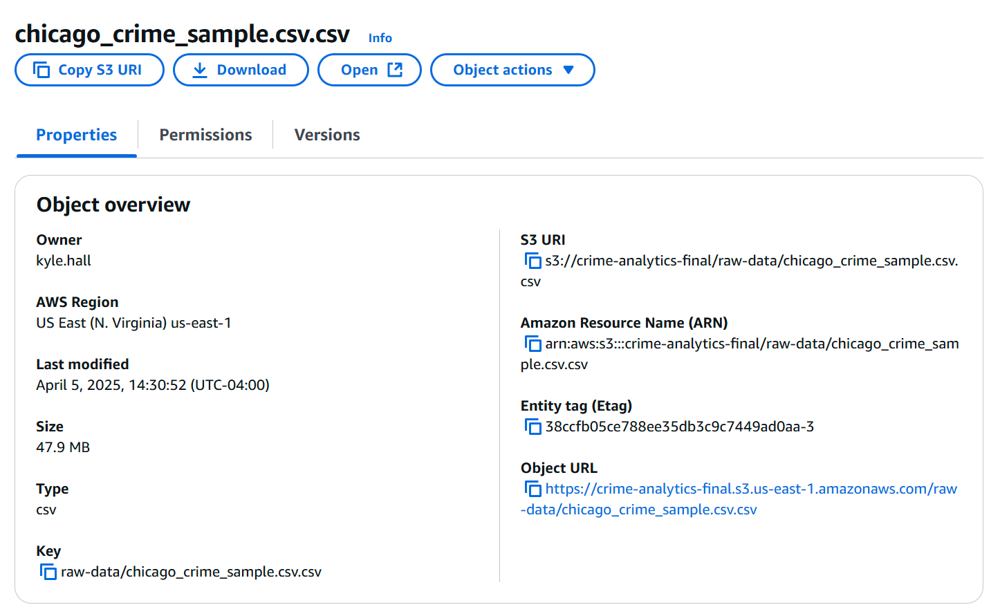 chicago_crime_sample.csv.csv Info
Copy S3 URI Download Open Object actions
Properties Permissions Versions
Object overview
Owner
kyle.hall
AWS Region
US East (N. Virginia) us-east-1
Last modified
April 5, 2025, 14:30:52 (UTC-04:00)
Size
47.9 MB
Type
csv
Key
raw-data/chicago_crime_sample.csv.csv
S3 URI
s3://crime-analytics-final/raw-data/chicago_crime_sample.csv.
csv
Amazon Resource Name (ARN)
arn:aws:s3:::crime-analytics-final/raw-data/chicago_crime_sam
ple.csv.csv
Entity tag (Etag)
38ccfb05ce788ee35db3c9c7449ad0aa-3
Object URL
https://crime-analytics-final.s3.us-east-1.amazonaws.com/raw
-data/chicago_crime_sample.csv.csv